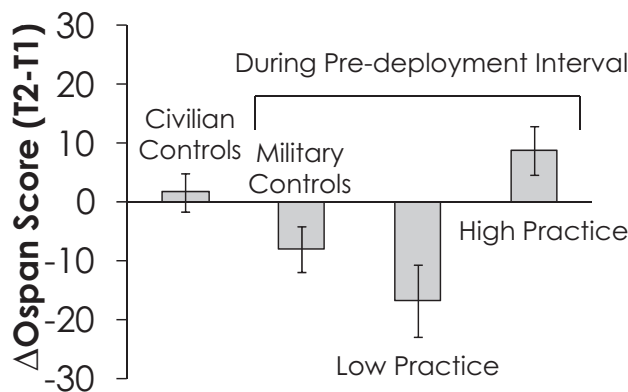 ΔOspan Score (T2-T1)
30
20
10
0
-10
-20
-30
During Pre-deployment Interval
Civilian
Controls
Military
Controls
High Practice
Low Practice